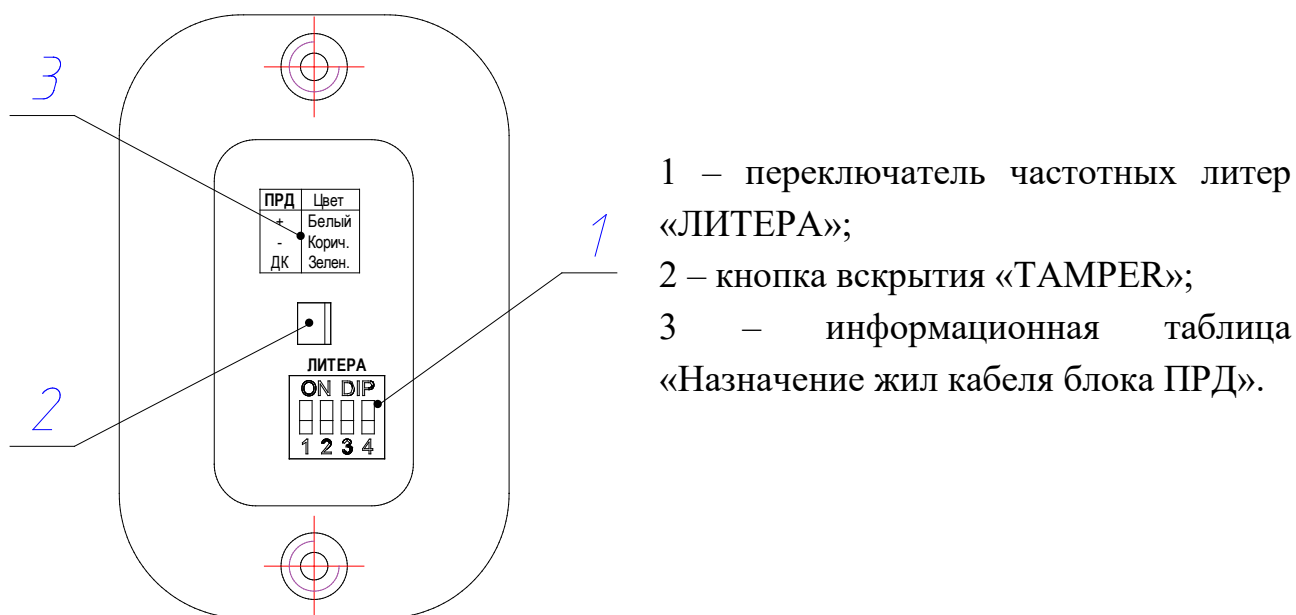 3
ПРД Цвет
+ Белый
- Корич.
ДК Зелен.
1
2
ЛИТЕРА
ON DIP
1 2 3 4
1 – переключатель частотных литер
«ЛИТЕРА»;
2 – кнопка вскрытия «TAMPER»;
3 – информационная таблица
«Назначение жил кабеля блока ПРД».